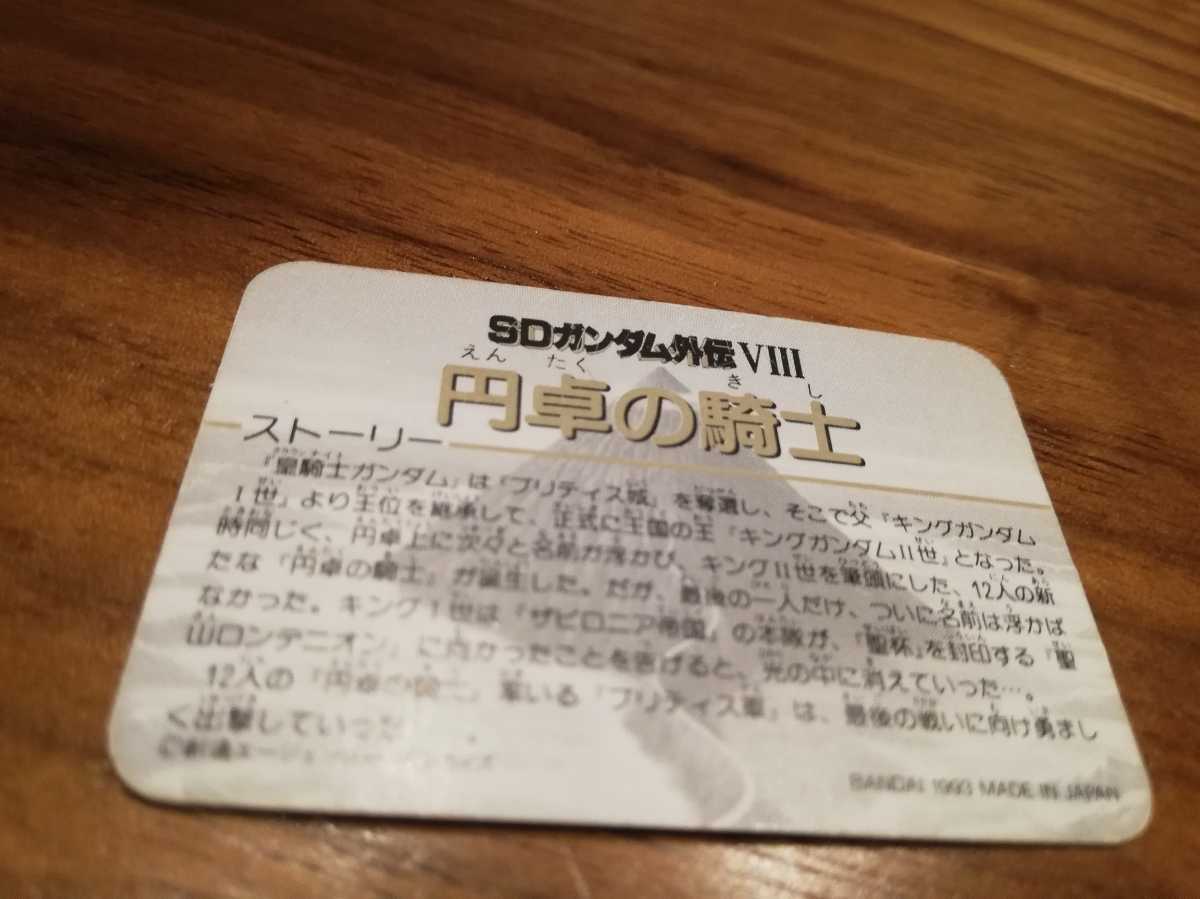 SDガンダム外伝VIII
えん たく き し
円卓の騎士
ストーリー
『皇騎士ガンダム』は『ブリティス城』を奪還し、そこで父『キングガンダム
I世』より王位を継承して、正式に王国の王『キングガンダムII世』となった。
時同じく、円卓上に次々と名前が浮かび、キングII世を筆頭にした、12人の新
たな『円卓の騎士』が誕生した。だが、最後の一人だけ、ついに名前は浮かば
なかった。キングI世は『ザビロニア帝国』の本隊が、『聖杯』を封印する『聖
山ロンデニオン』に向かったことを告げると、光の中に消えていった…。
12人の『円卓の騎士』率いる『ブリティス軍』は、最後の戦いに向け勇まし
く出撃していった
BANDAI 1993 MADE IN JAPAN